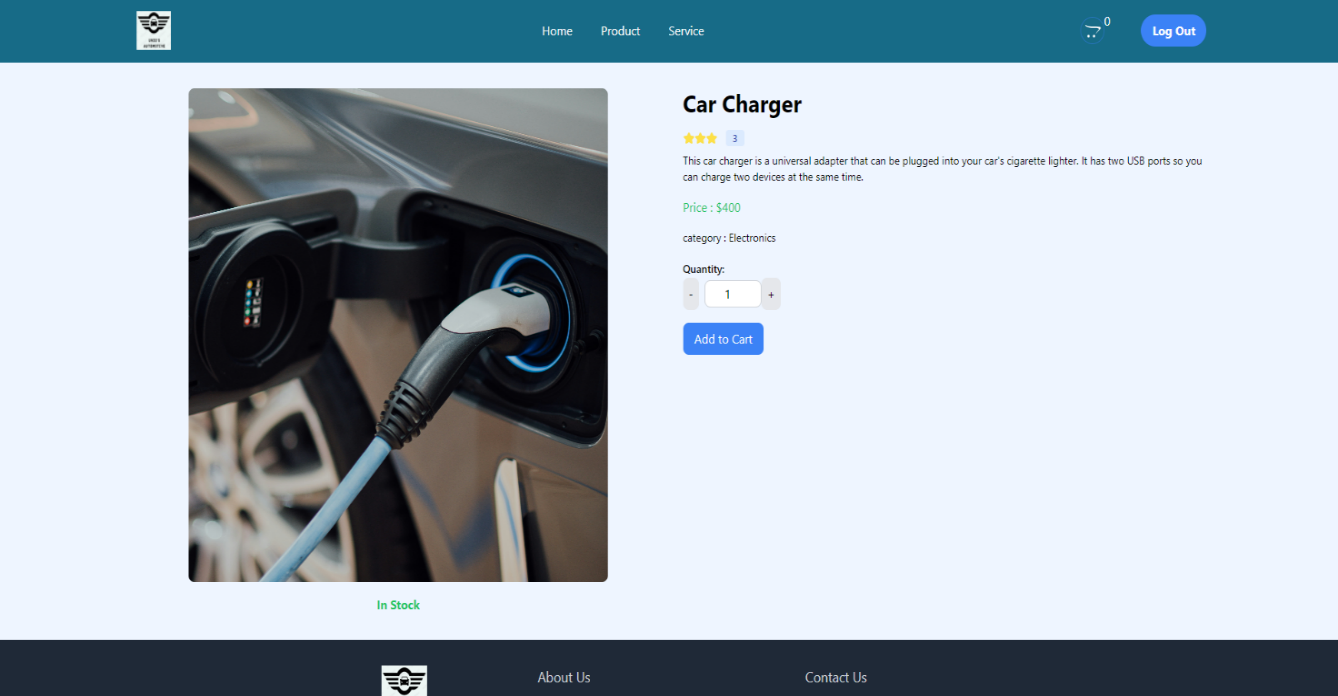 Home
Product
Service
0
Log Out
Car Charger
3
This car charger is a universal adapter that can be plugged into your car's cigarette lighter. It has two USB ports so you
can charge two devices at the same time.
Price : $400
category : Electronics
Quantity:
- 1 +
Add to Cart
In Stock
About Us
Contact Us